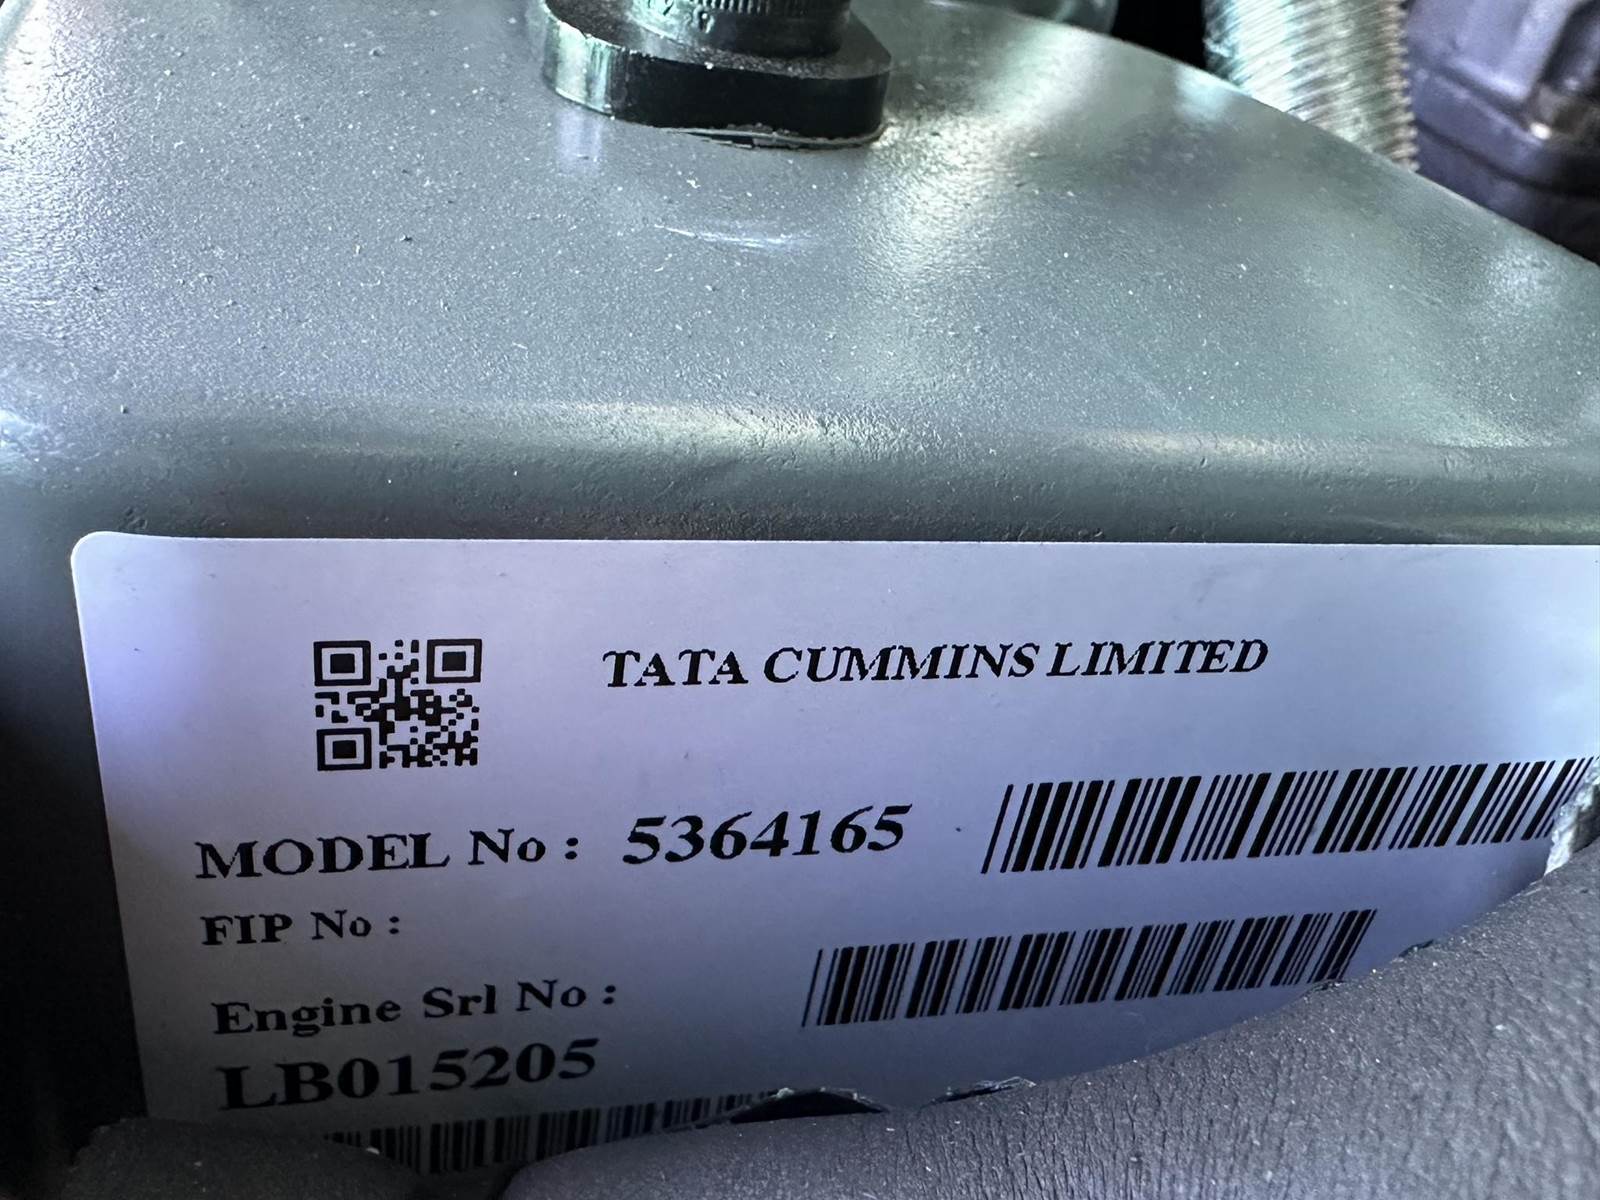 TATA CUMMINS LIMITED
MODEL No : 5364165
FIP No :
Engine Srl No :
LB015205